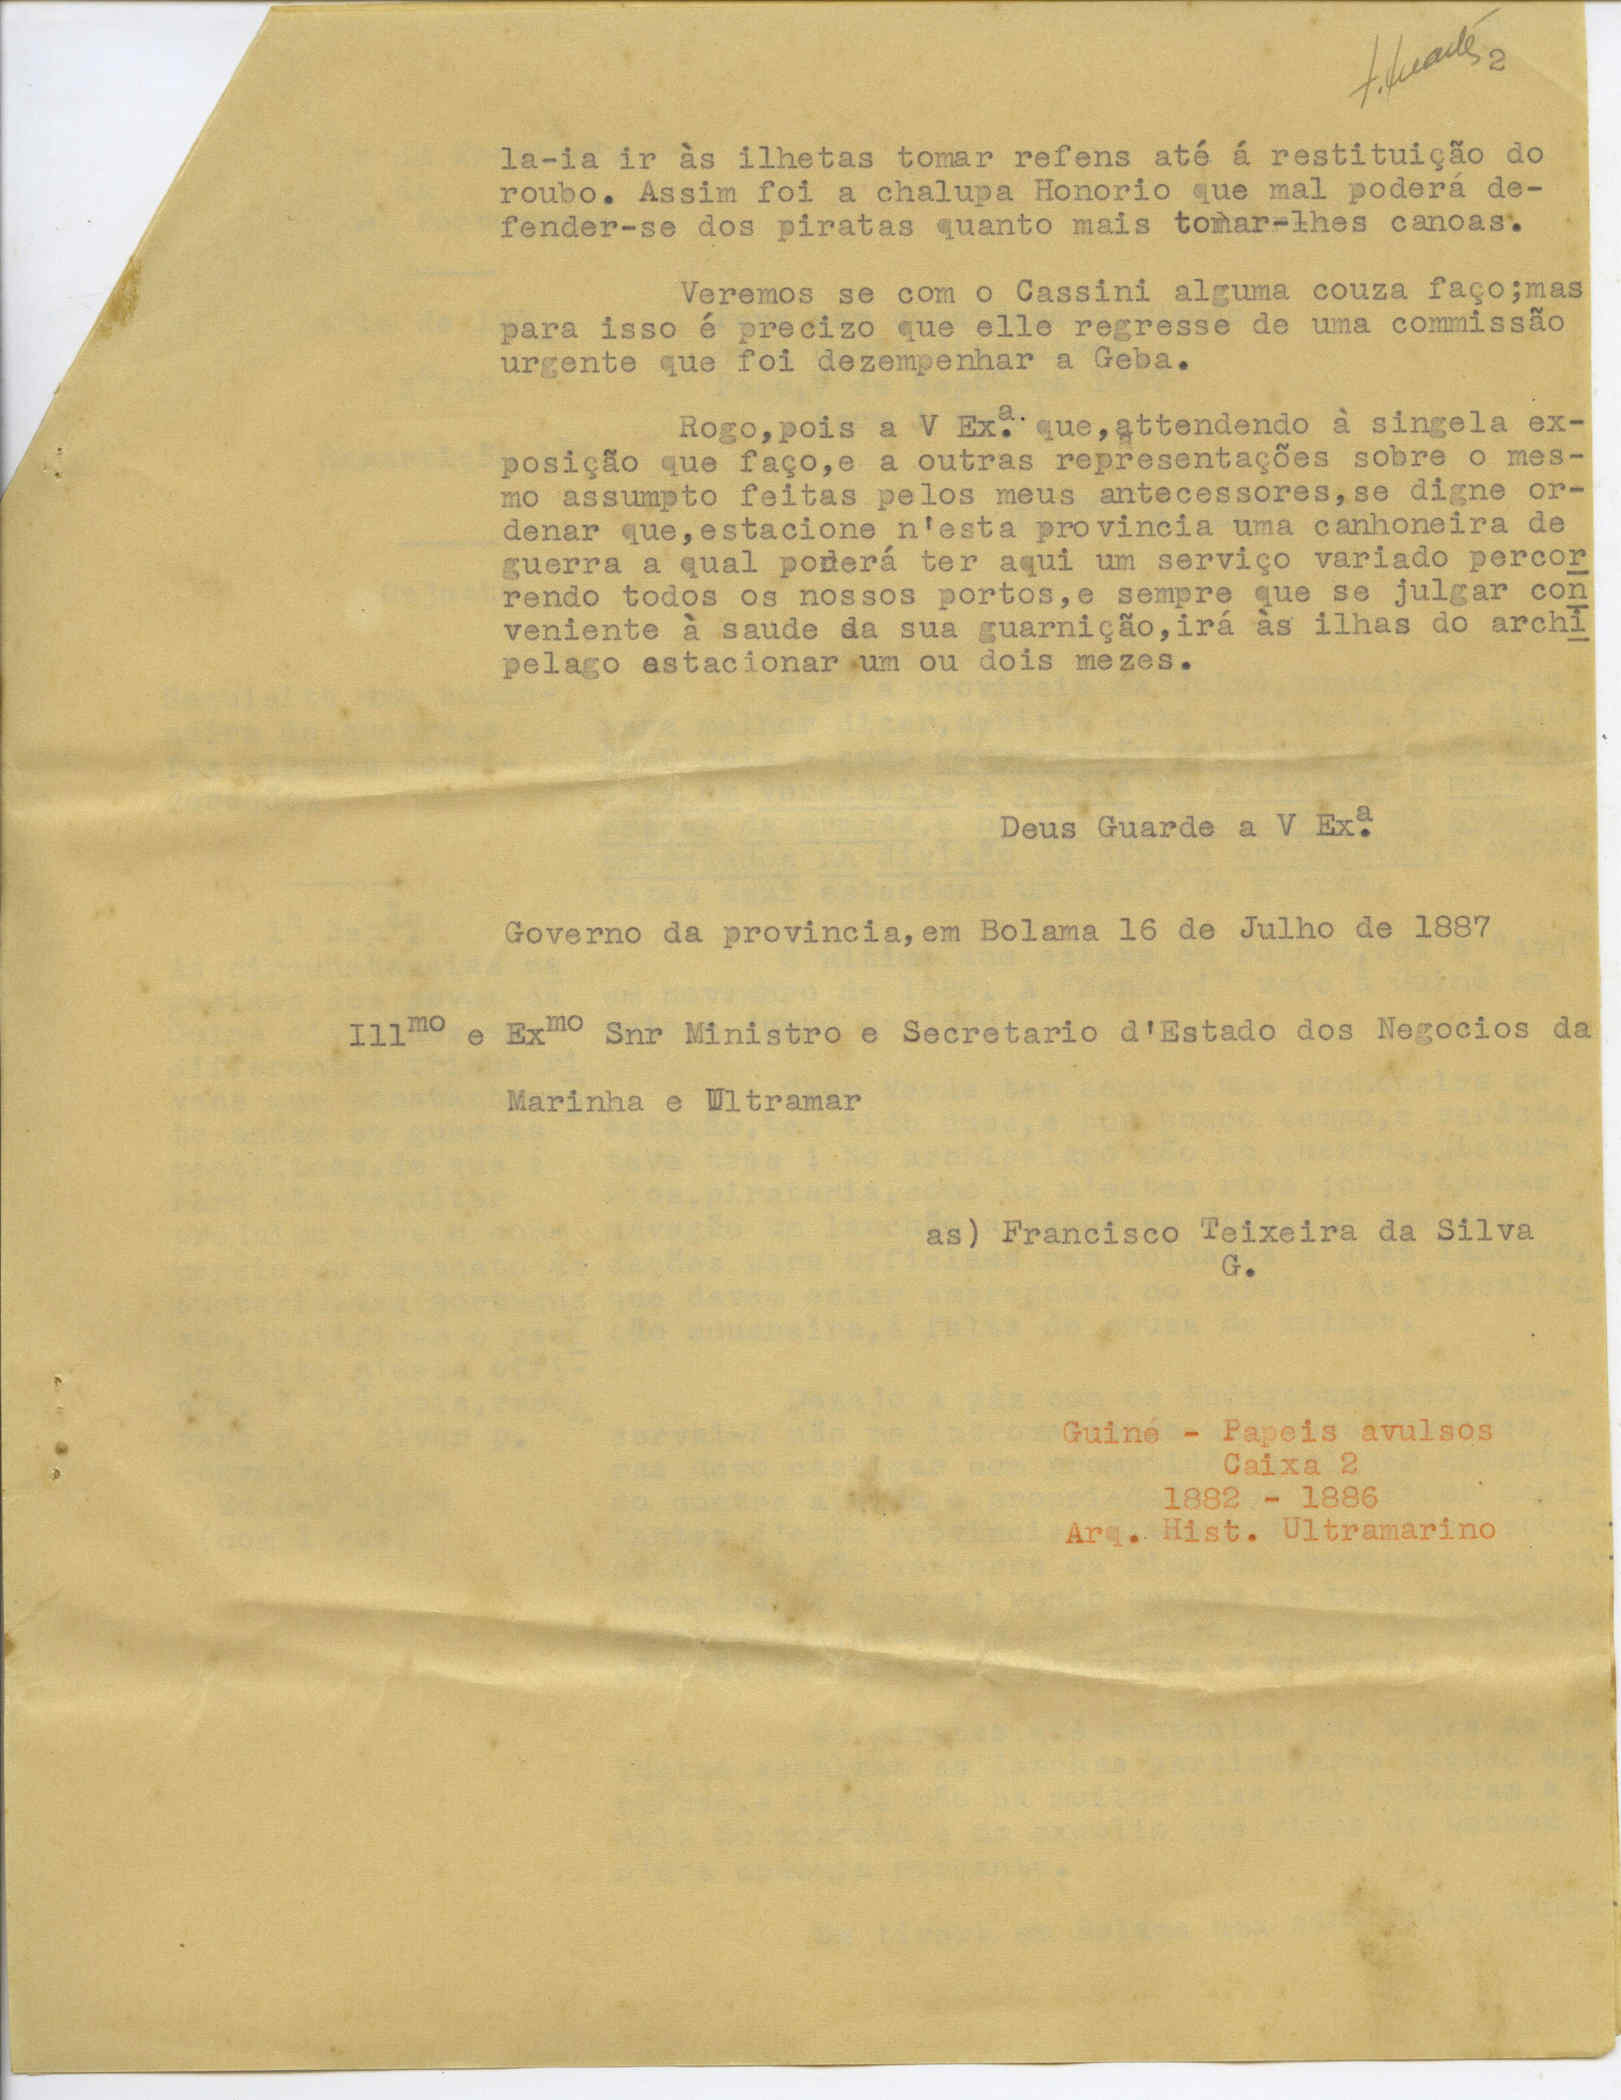 2
la-ia ir às ilhetas tomar refens até á restituição do
roubo. Assim foi a chalupa Honorio que mal poderá de-
fender-se dos piratas quanto mais tomar-lhes canoas.
Veremos se com o Cassini alguma couza faço;mas
para isso é precizo que elle regresse de uma commissão
urgente que foi dezempenhar a Geba.
Rogo,pois a V Ex.ª que,attendendo à singela ex-
posição que faço,e a outras representações sobre o mes-
mo assumpto feitas pelos meus antecessores,se digne or-
denar que,estacione n'esta provincia uma canhoneira de
guerra a qual poderá ter aqui um serviço variado percor
rendo todos os nossos portos,e sempre que se julgar con
veniente à saude da sua guarnição,irá às ilhas do archi
pelago estacionar um ou dois mezes.
Deus Guarde a V Ex.ª
Governo da provincia,em Bolama 16 de Julho de 1887
Illmo e Exmo Snr Ministro e Secretario d'Estado dos Negocios da
Marinha e Ultramar
as) Francisco Teixeira da Silva
G.
Guiné - Papeis avulsos
Caixa 2
1882 - 1886
Arq. Hist. Ultramarino